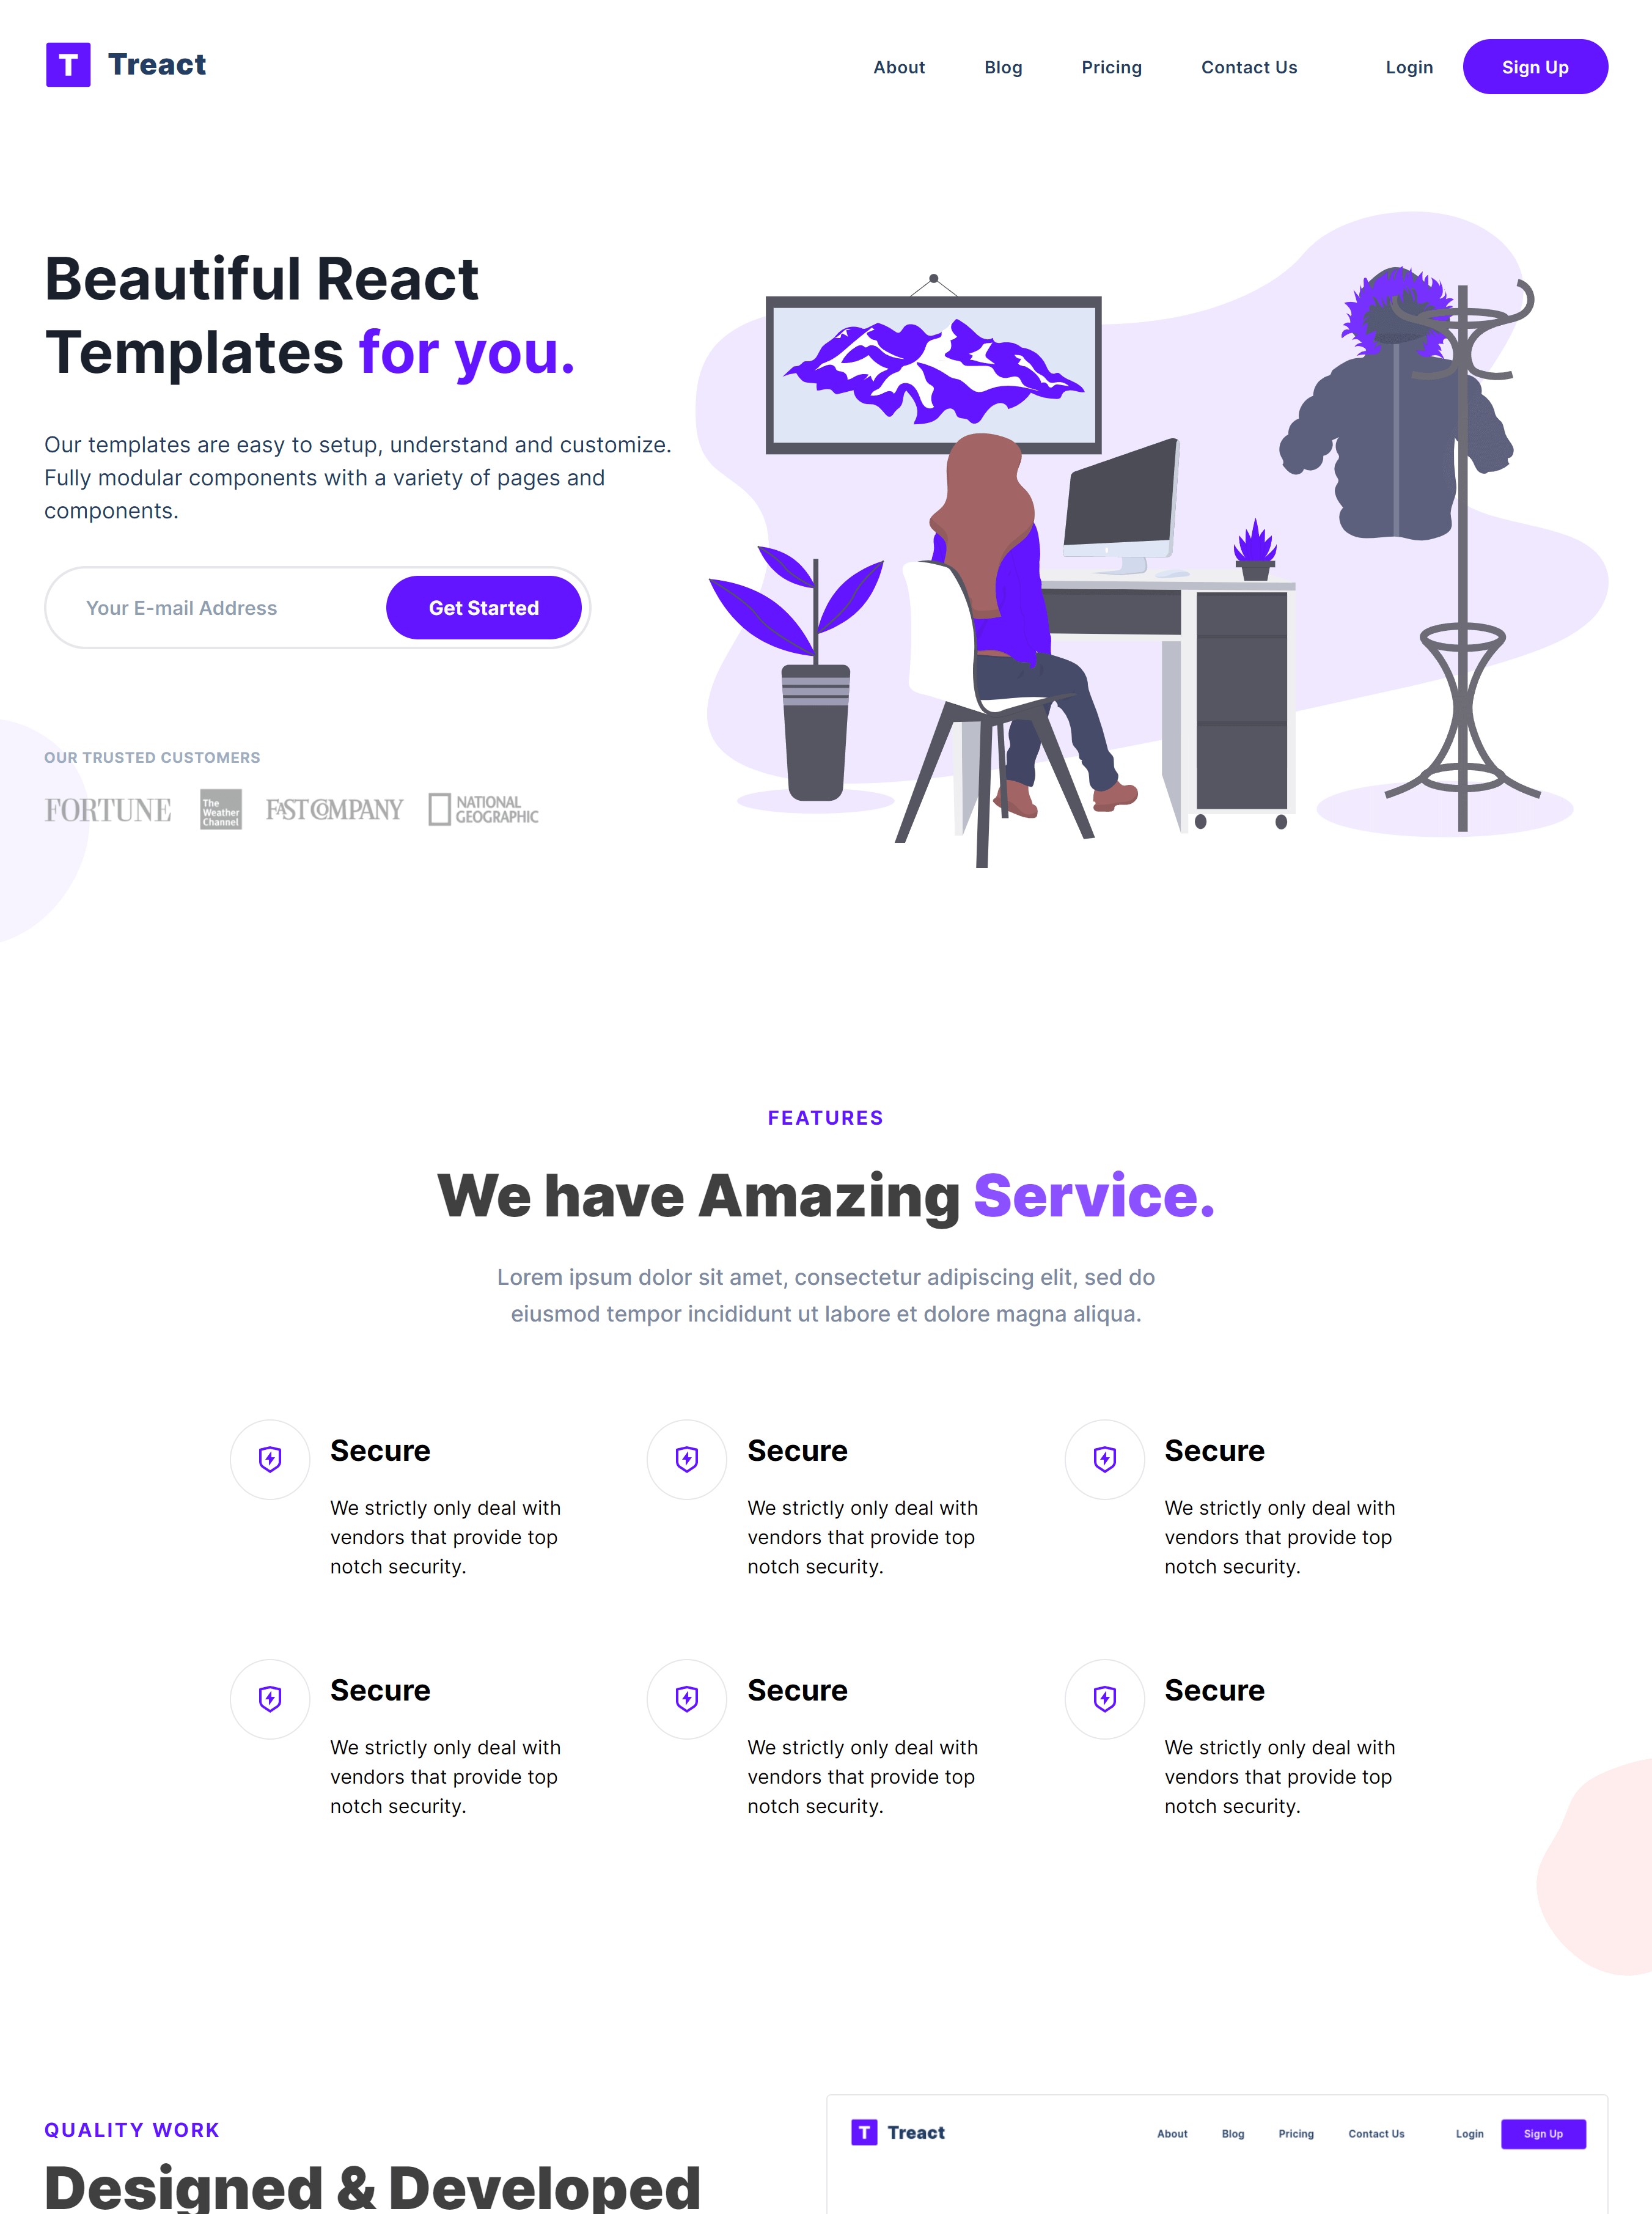 T Treact
About Blog Pricing Contact Us Login Sign Up
Beautiful React
Templates for you.
Our templates are easy to setup, understand and customize.
Fully modular components with a variety of pages and
components.
Your E-mail Address Get Started
OUR TRUSTED CUSTOMERS
FORTUNE
The
Weather
Channel
FAST COMPANY
NATIONAL
GEOGRAPHIC
FEATURES
We have Amazing Service.
Lorem ipsum dolor sit amet, consectetur adipiscing elit, sed do
eiusmod tempor incididunt ut labore et dolore magna aliqua.
Secure
We strictly only deal with
vendors that provide top
notch security.
Secure
We strictly only deal with
vendors that provide top
notch security.
Secure
We strictly only deal with
vendors that provide top
notch security.
Secure
We strictly only deal with
vendors that provide top
notch security.
Secure
We strictly only deal with
vendors that provide top
notch security.
Secure
We strictly only deal with
vendors that provide top
notch security.
QUALITY WORK
Designed & Developed
T Treact
About Blog Pricing Contact Us Login Sign Up